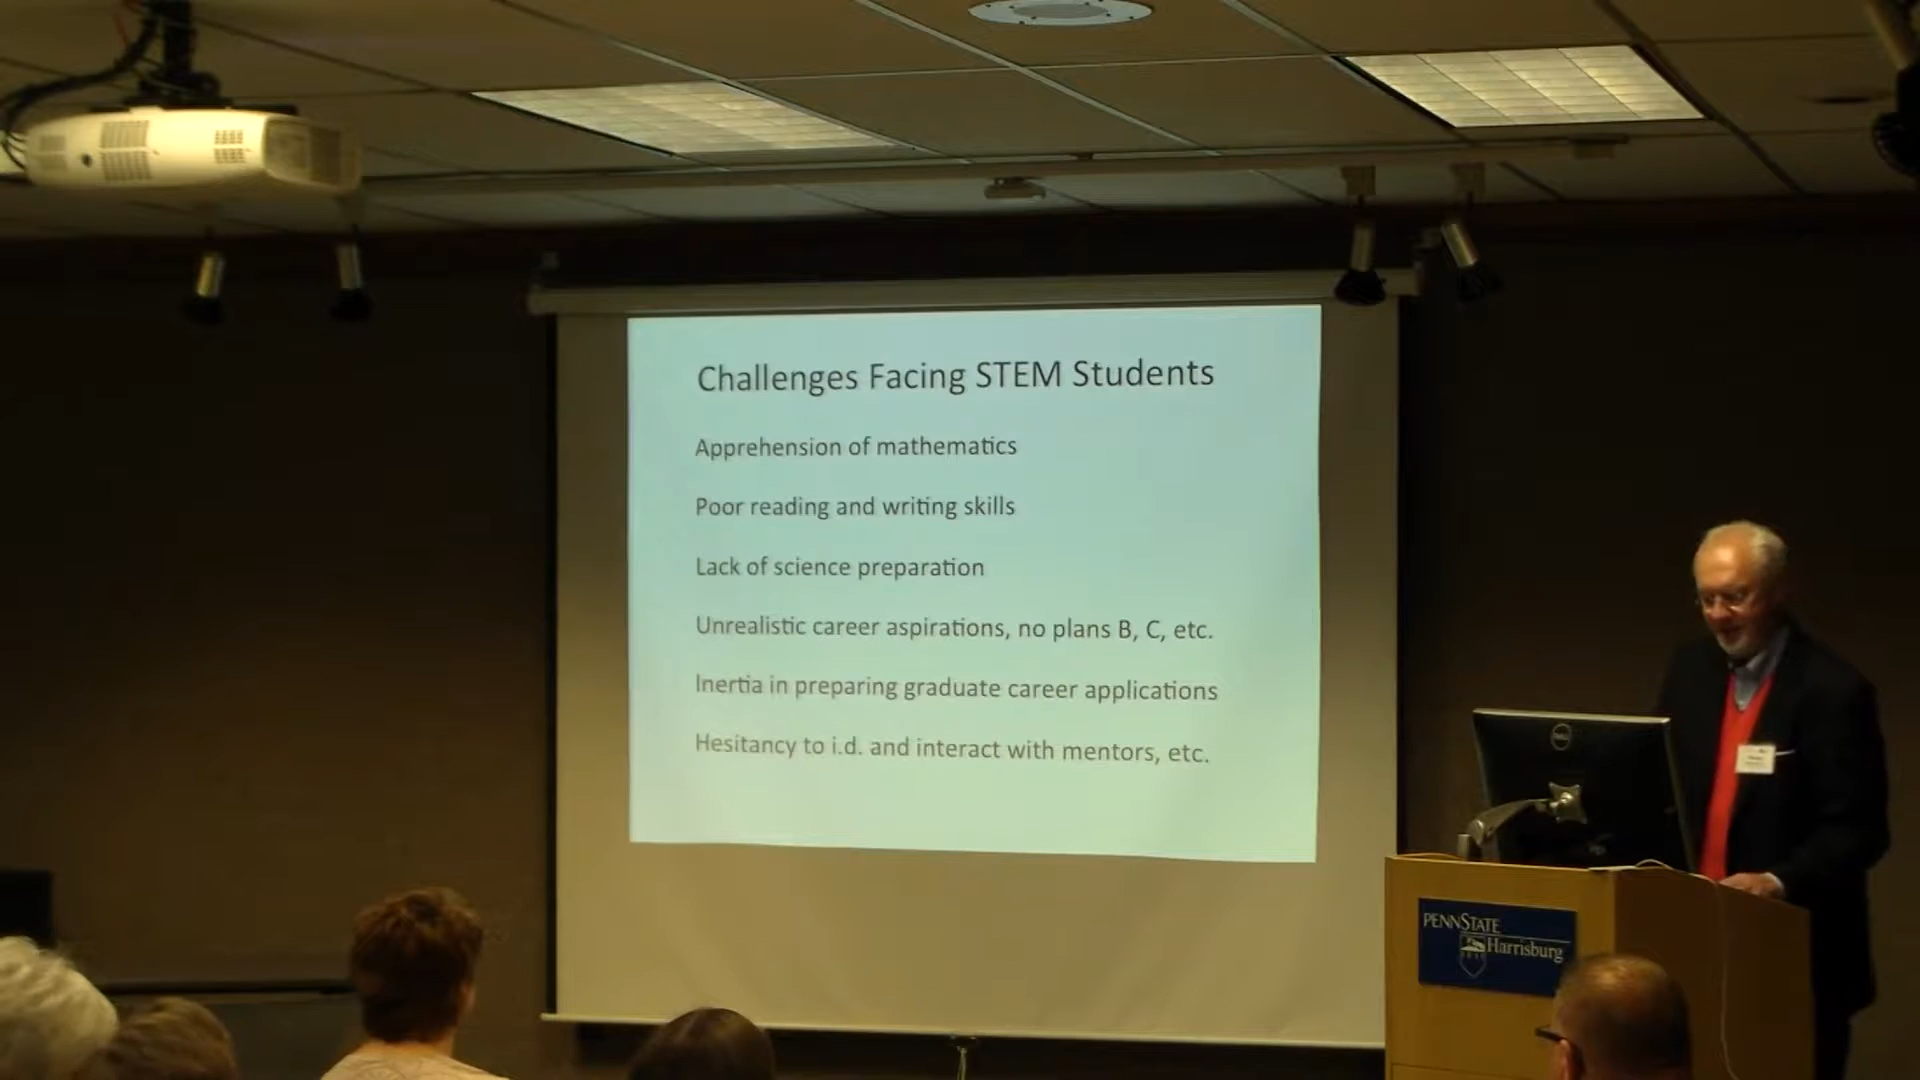 Challenges Facing STEM Students
Apprehension of mathematics
Poor reading and writing skills
Lack of science preparation
Unrealistic career aspirations, no plans B, C, etc.
Inertia in preparing graduate career applications
Hesitancy to i.d. and interact with mentors, etc.
DELL
PENNSTATE
Harrisburg